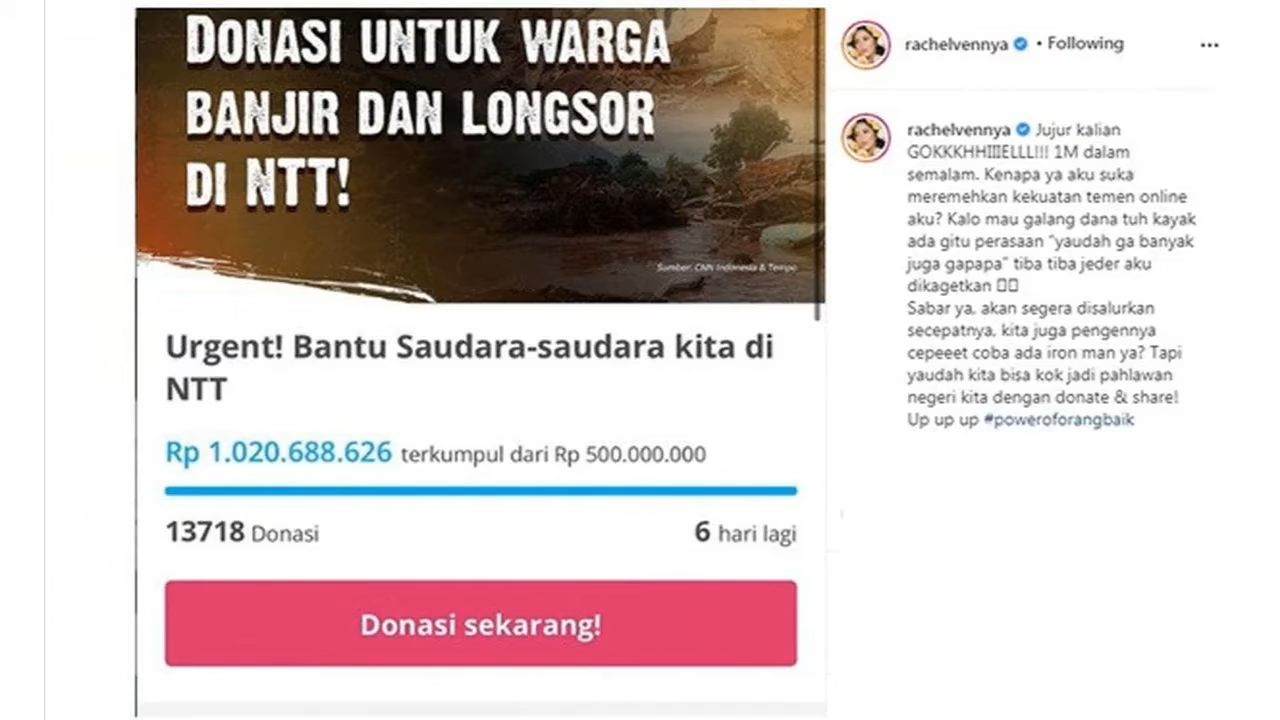 DONASI UNTUK WARGA
BANJIR DAN LONGSOR
DI NTT!
Sumber: CNN Indonesia & Tempo
Urgent! Bantu Saudara-saudara kita di
NTT
Rp 1.020.688.626 terkumpul dari Rp 500.000.000
13718 Donasi
6 hari lagi
Donasi sekarang!
rachelvennya • Following
rachelvennya Jujur kalian
GOKKKHHIIIELLL!!! 1M dalam
semalam. Kenapa ya aku suka
meremehkan kekuatan temen online
aku? Kalo mau galang dana tuh kayak
ada gitu perasaan "yaudah ga banyak
juga gapapa" tiba tiba jeder aku
dikagetkan
Sabar ya, akan segera disalurkan
secepatnya, kita juga pengennya
cepeeet coba ada iron man ya? Tapi
yaudah kita bisa kok jadi pahlawan
negeri kita dengan donate & share!
Up up up #poweroforangbaik